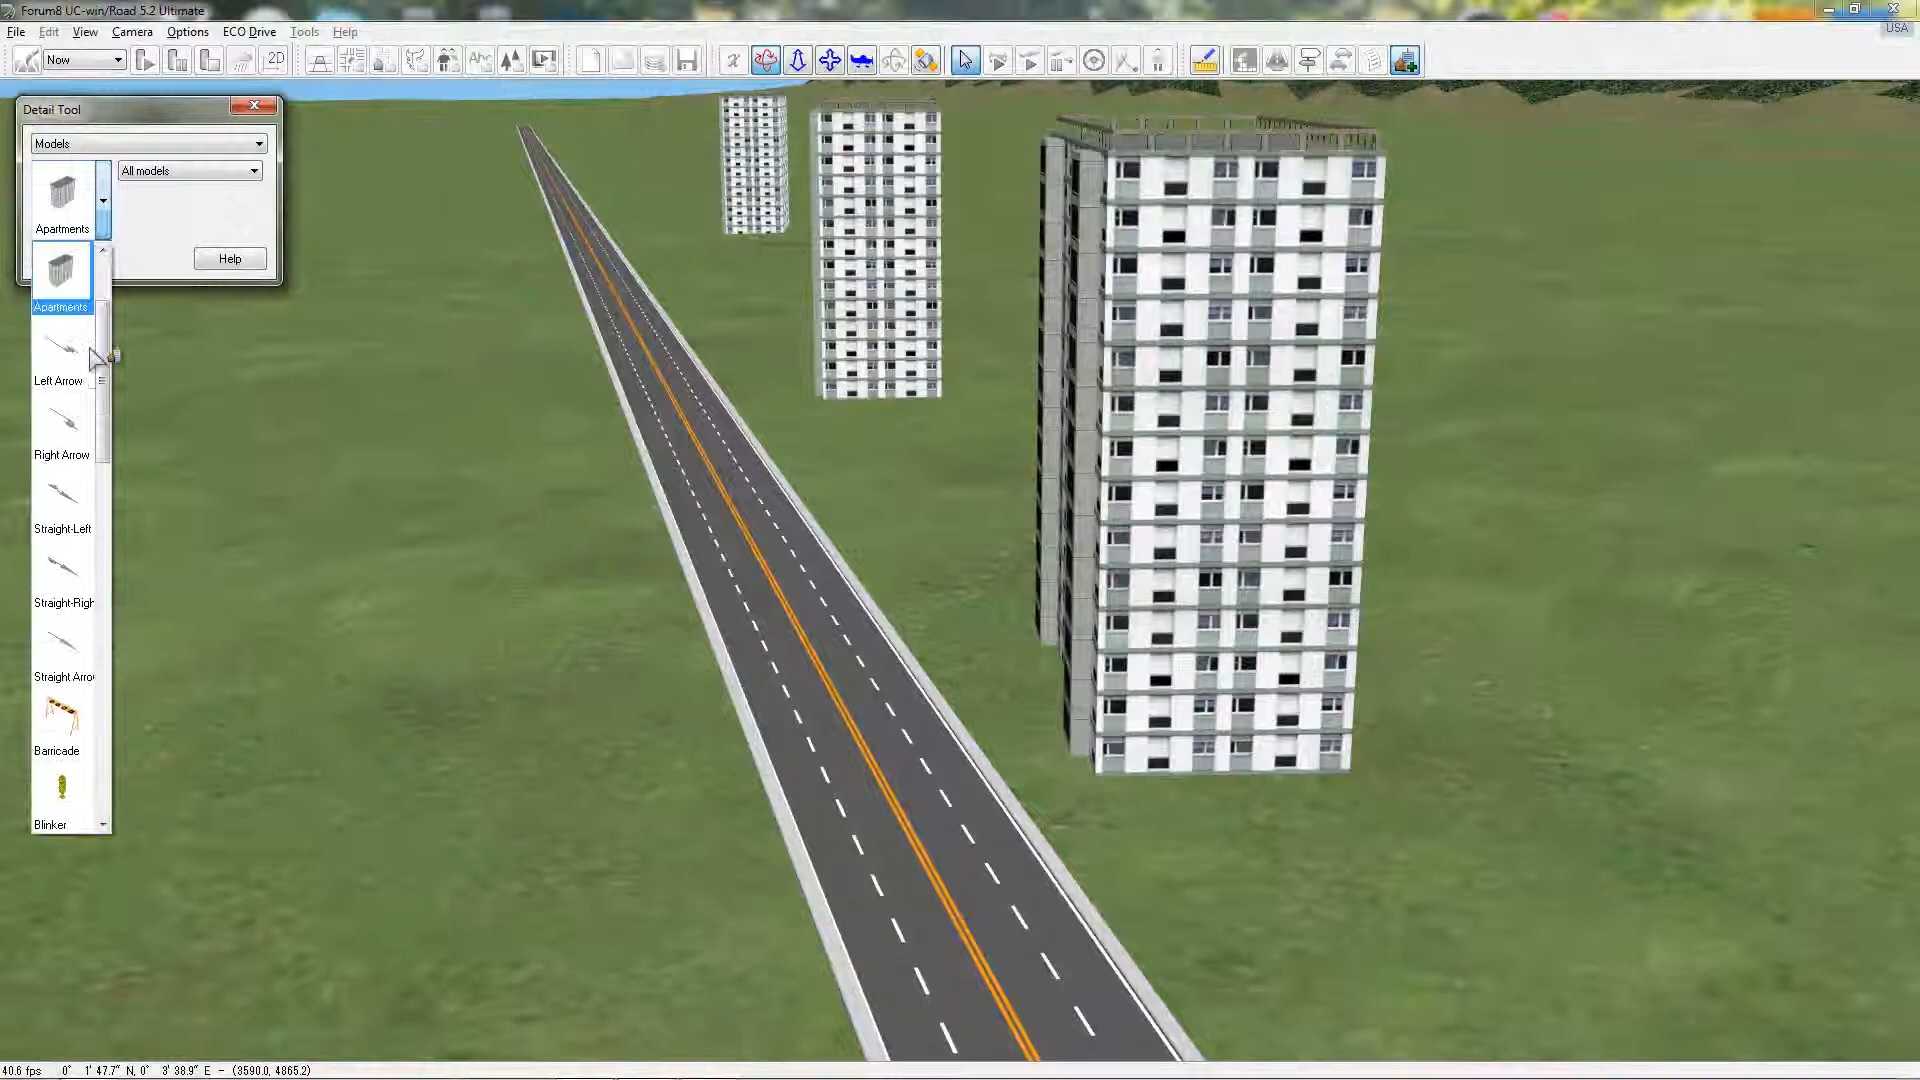 Forum8 UC-win/Road 5.2 Ultimate
File Edit View Camera Options ECO Drive Tools Help
USA
Now
2D
Abc
Detail Tool
Models
All models
Apartments
Help
Apartments
Left Arrow
Right Arrow
Straight-Left
Straight-Righ
Straight Arro
Barricade
Blinker
40.6 fps 0° 1' 47.7" N, 0° 3' 38.9" E - (3590.0, 4865.2)